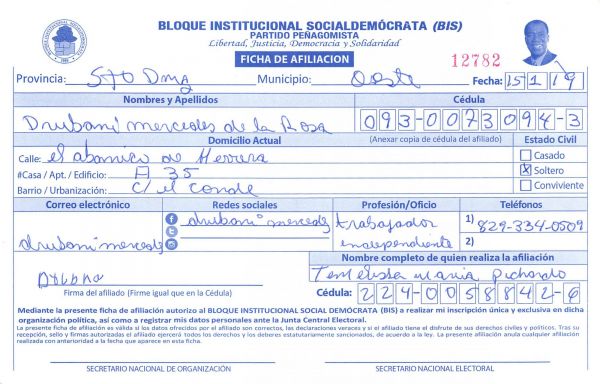 BLOQUE INSTITUCIONAL SOCIALDEMÓCRATA (BIS)
PARTIDO PEÑAGOMISTA
Libertad, Justicia, Democracia y Solidaridad
FICHA DE AFILIACION
12782
Provincia: Sto Dmg Municipio: Oeste Fecha: 15 1 19
Nombres y Apellidos Cédula
Drubani mercedes de la Rosa 093-0073094-3
Domicilio Actual (Anexar copia de cédula del afiliado) Estado Civil
Calle: el abanico de Herrera Casado
#Casa / Apt. / Edificio: A 35 X Soltero
Barrio / Urbanización: C/ el Conde Conviviente
Correo electrónico Redes sociales Profesión/Oficio Teléfonos
drubani mercedes trabajador 1) 829-334-0509
drubani mercedes independiente 2)
Nombre completo de quien realiza la afiliación
maria Pichardo
Firma del afiliado (Firme igual que en la Cédula) Cédula: 224-0058842-6
Mediante la presente ficha de afiliación autorizo al BLOQUE INSTITUCIONAL SOCIAL DEMÓCRATA (BIS) a realizar mi inscripción única y exclusiva en dicha
organización política, así como a registrar mis datos personales ante la Junta Central Electoral.
La presente ficha de afiliación es válida si los datos ofrecidos por el afiliado son correctos, las declaraciones veraces y si el afiliado tiene el disfrute de sus derechos civiles y políticos. Tras su
recepción, sello y firmas autorizadas el afiliado ejercerá todos los derechos y los deberes estatutariamente sancionados, de acuerdo a la ley. La presente afiliación anula cualquier afiliación
realizada con anterioridad a la fecha que aparece en esta ficha.
SECRETARIO NACIONAL DE ORGANIZACIÓN SECRETARIO NACIONAL ELECTORAL